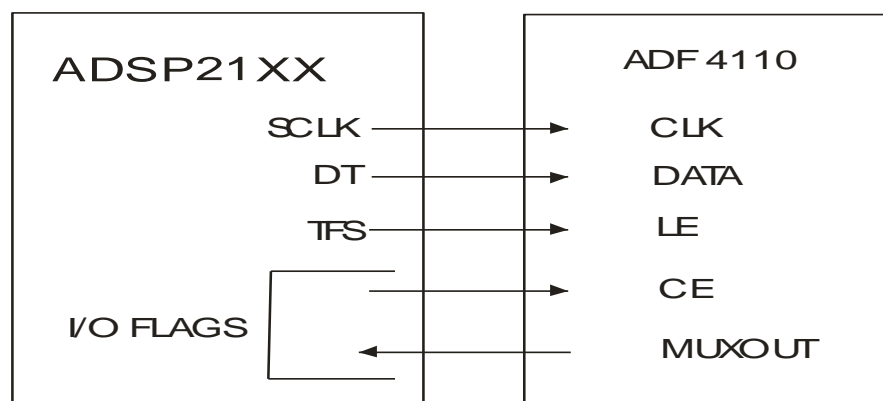 ADSP21XX
SCLK
DT
TFS
I/O FLAGS
ADF4110
CLK
DATA
LE
CE
MUXOUT